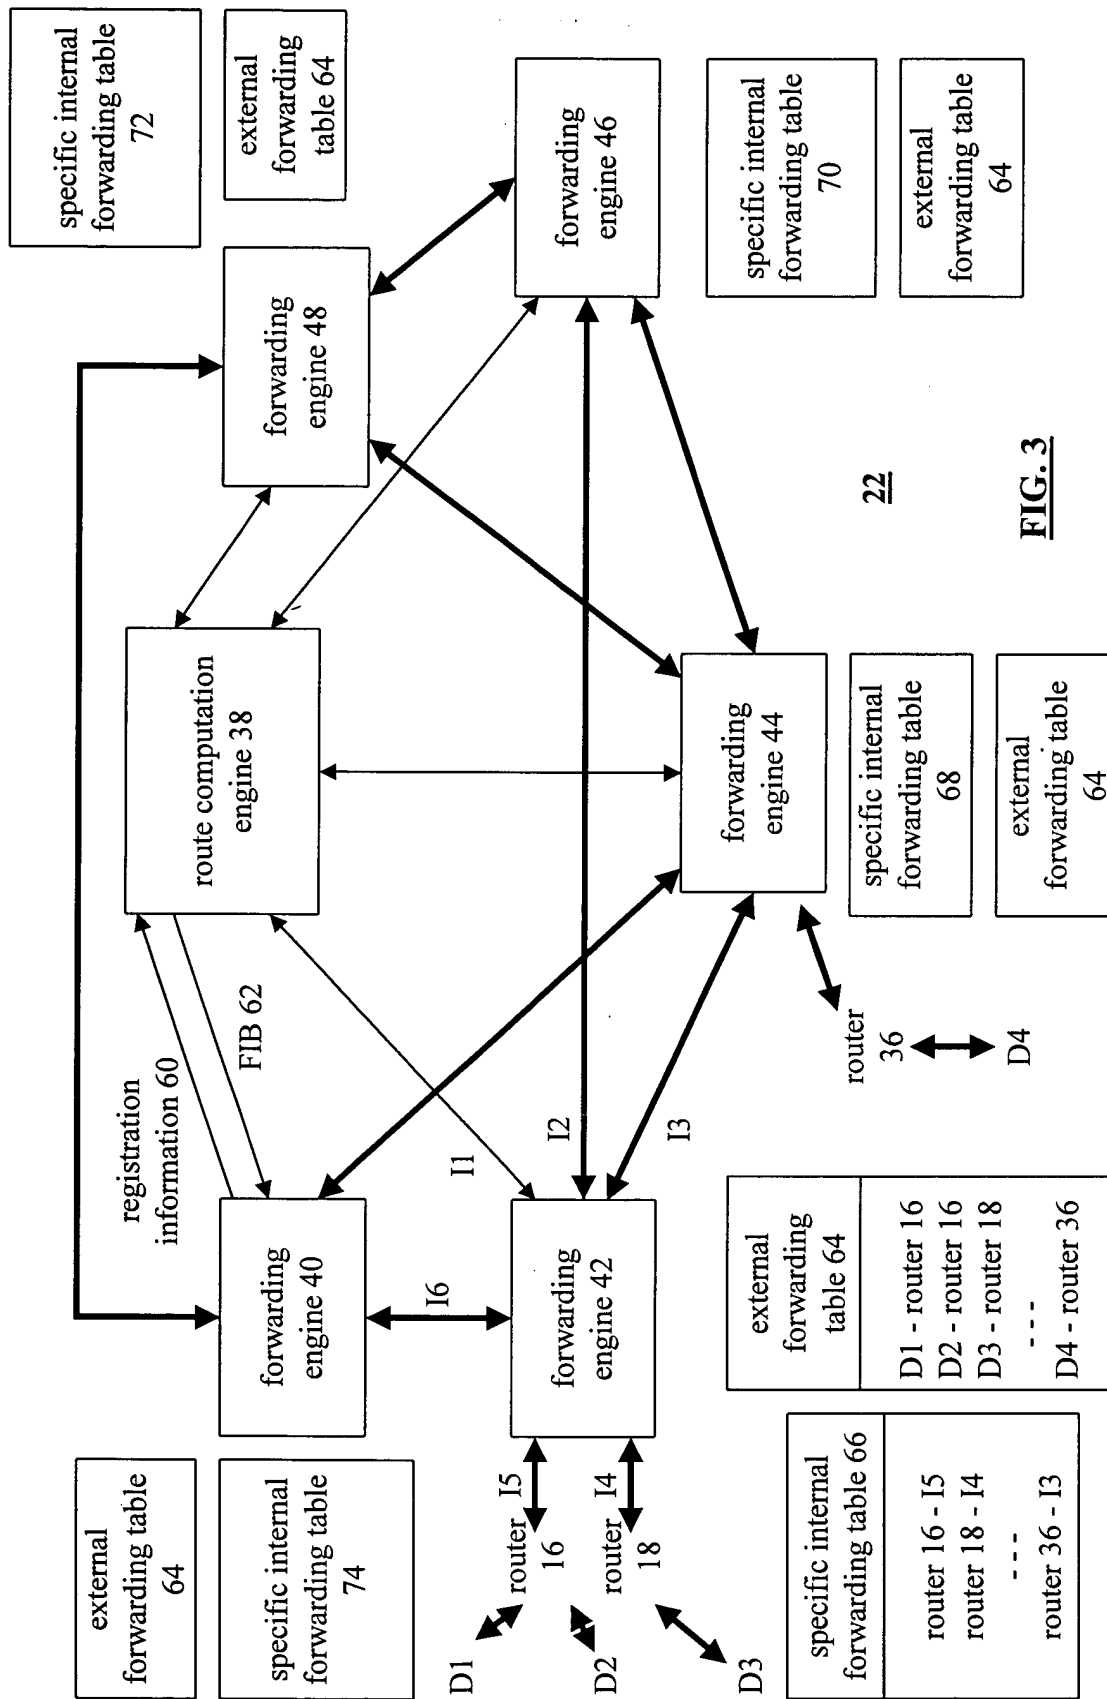 external
forwarding table
64
specific internal
forwarding table
74
registration
information 60
FIB 62
forwarding
engine 40
I6
I1
forwarding
engine 42
I2
I3
I5
I4
router
16
router
18
D1
D2
D3
route computation
engine 38
forwarding
engine 48
specific internal
forwarding table
72
external
forwarding
table 64
forwarding
engine 46
specific internal
forwarding table
70
external
forwarding table
64
forwarding
engine 44
specific internal
forwarding table
68
external
forwarding table
64
router
36
D4
specific internal
forwarding table 66
router 16 - I5
router 18 - I4
- - -
router 36 - I3
external
forwarding
table 64
D1 - router 16
D2 - router 16
D3 - router 18
- - -
D4 - router 36
22
FIG. 3